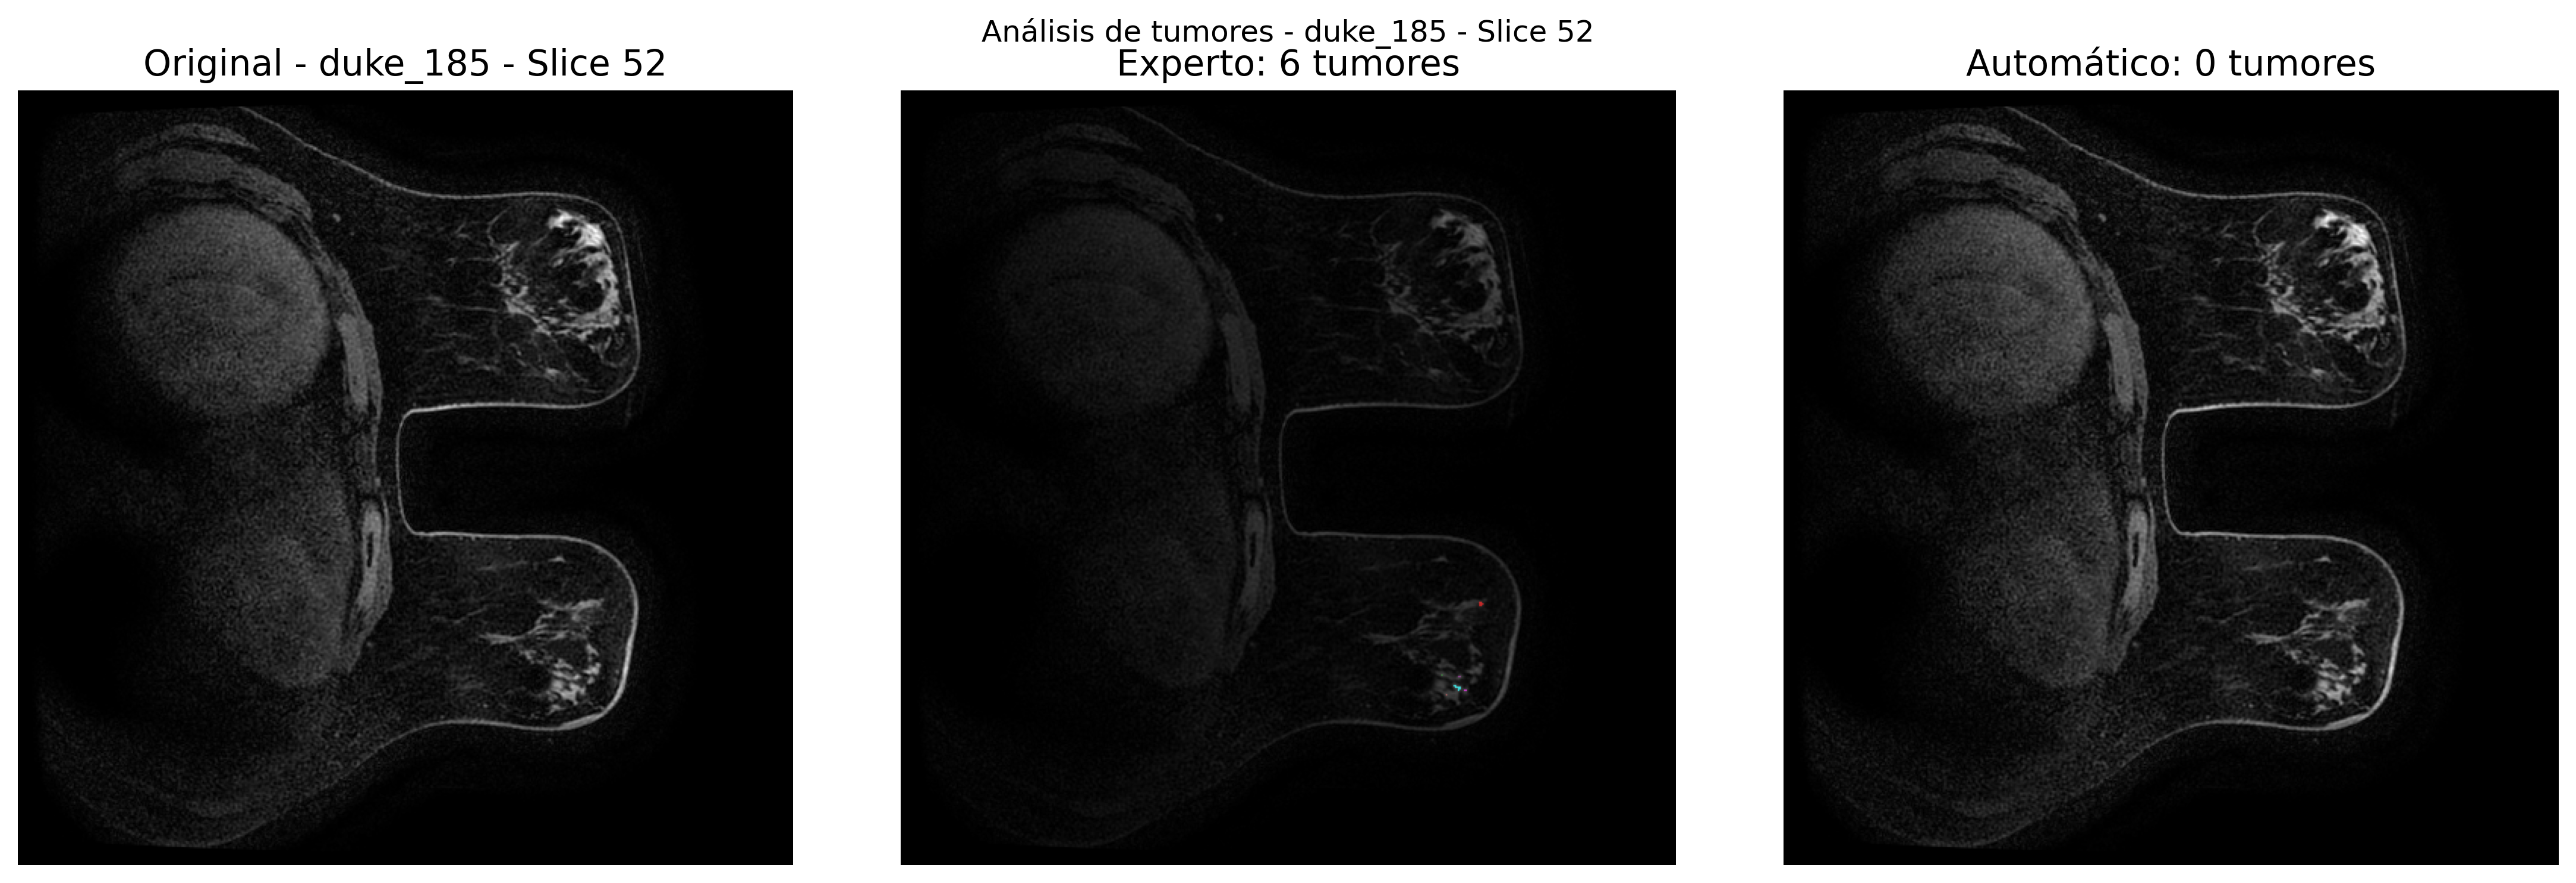 Análisis de tumores - duke_185 - Slice 52
Original - duke_185 - Slice 52
Experto: 6 tumores
Automático: 0 tumores